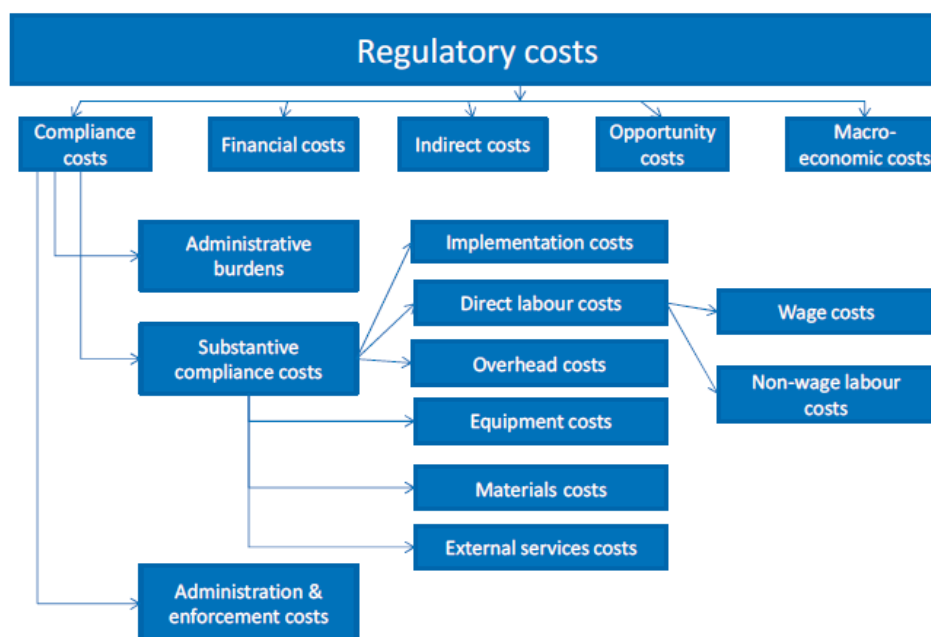 Regulatory costs
Compliance
costs
Financial costs
Indirect costs
Opportunity
costs
Macro-
economic costs
Administrative
burdens
Implementation costs
Direct labour costs
Wage costs
Substantive
compliance costs
Overhead costs
Non-wage labour
costs
Equipment costs
Materials costs
External services costs
Administration &
enforcement costs